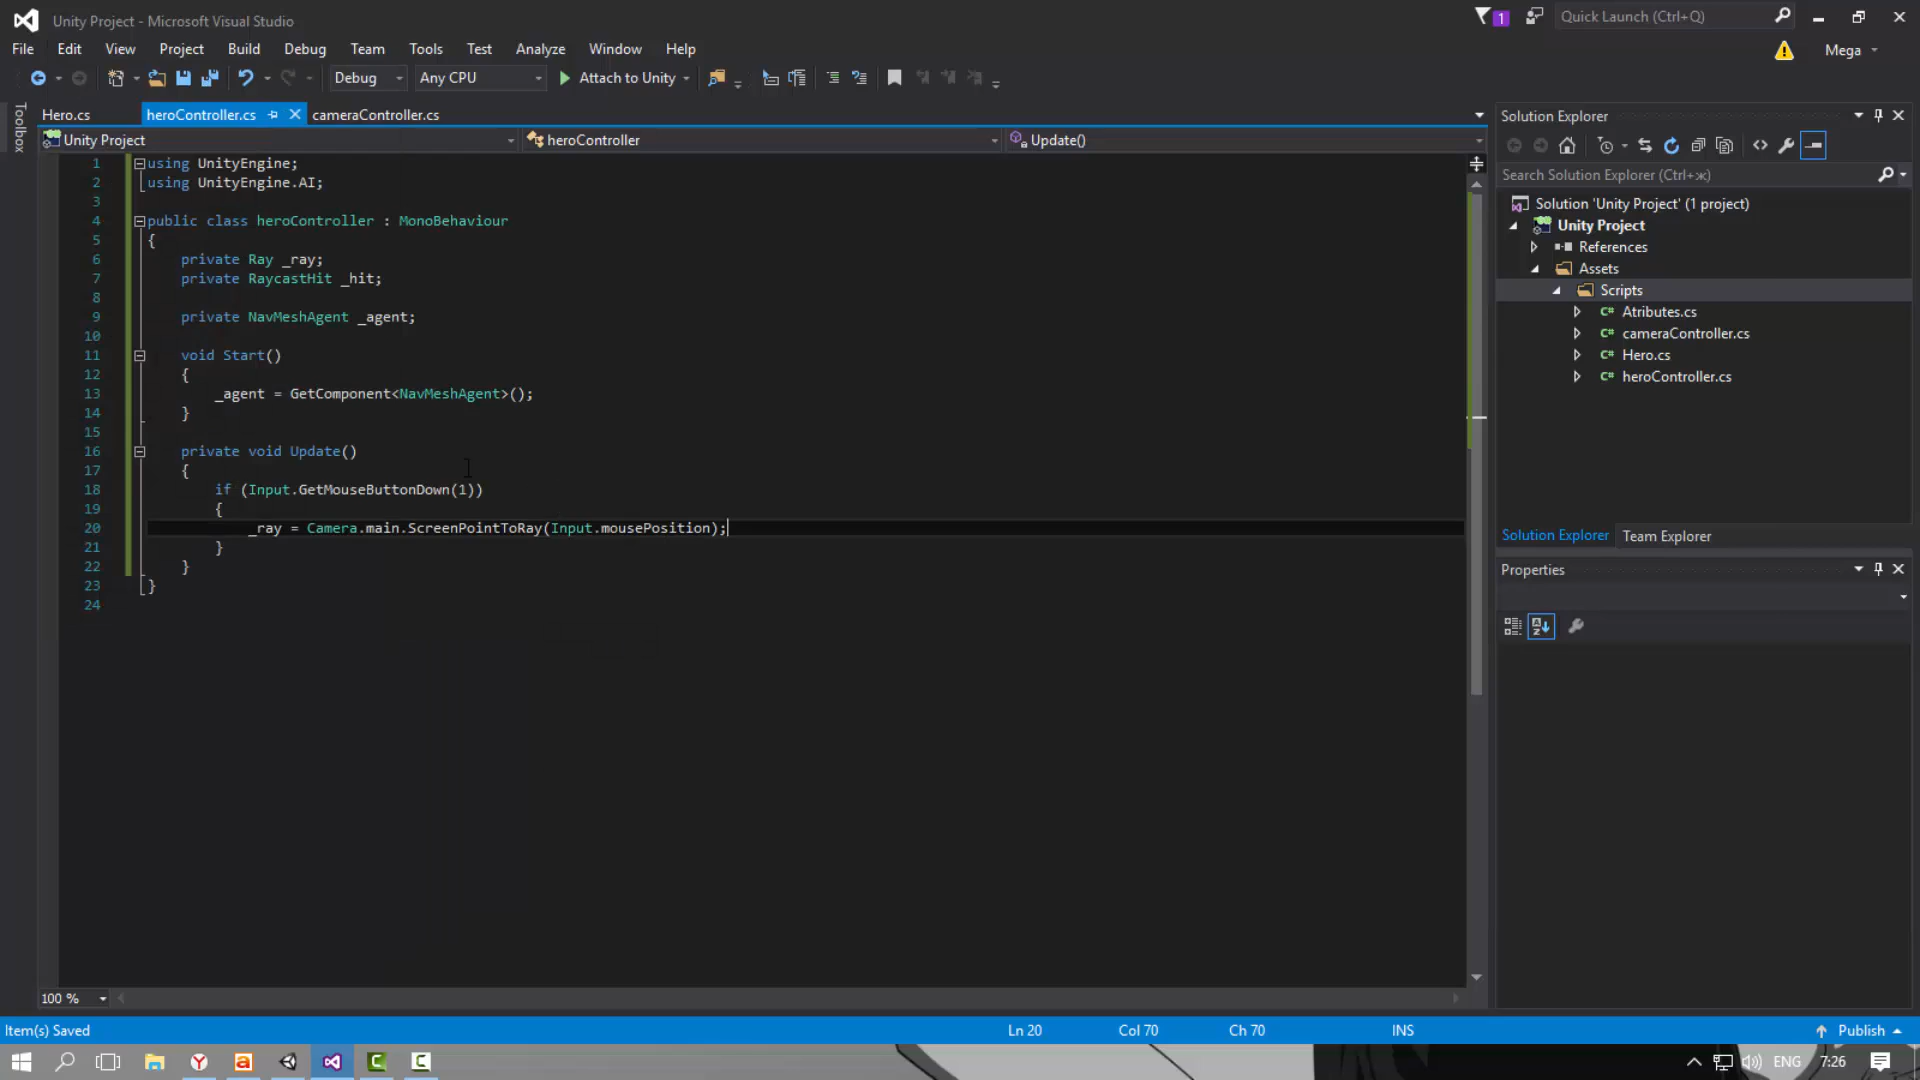 Unity Project - Microsoft Visual Studio
1
Quick Launch (Ctrl+Q)
File Edit View Project Build Debug Team Tools Test Analyze Window Help
Mega
Debug Any CPU Attach to Unity
Toolbox
Hero.cs heroController.cs cameraController.cs
Unity Project heroController Update()
1 using UnityEngine;
2 using UnityEngine.AI;
3
4 public class heroController : MonoBehaviour
5 {
6 private Ray _ray;
7 private RaycastHit _hit;
8
9 private NavMeshAgent _agent;
10
11 void Start()
12 {
13 _agent = GetComponent<NavMeshAgent>();
14 }
15
16 private void Update()
17 {
18 if (Input.GetMouseButtonDown(1))
19 {
20 _ray = Camera.main.ScreenPointToRay(Input.mousePosition);
21 }
22 }
23 }
24
100 %
Solution Explorer
Search Solution Explorer (Ctrl+ж)
Solution 'Unity Project' (1 project)
Unity Project
References
Assets
Scripts
C# Atributes.cs
C# cameraController.cs
C# Hero.cs
C# heroController.cs
Solution Explorer Team Explorer
Properties
Item(s) Saved Ln 20 Col 70 Ch 70 INS Publish
ENG 7:26